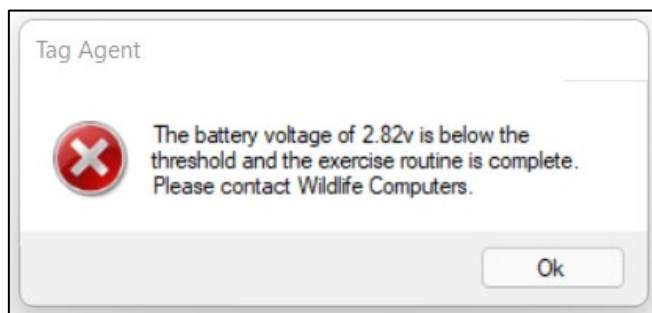 Tag Agent
The battery voltage of 2.82v is below the
threshold and the exercise routine is complete.
Please contact Wildlife Computers.
Ok